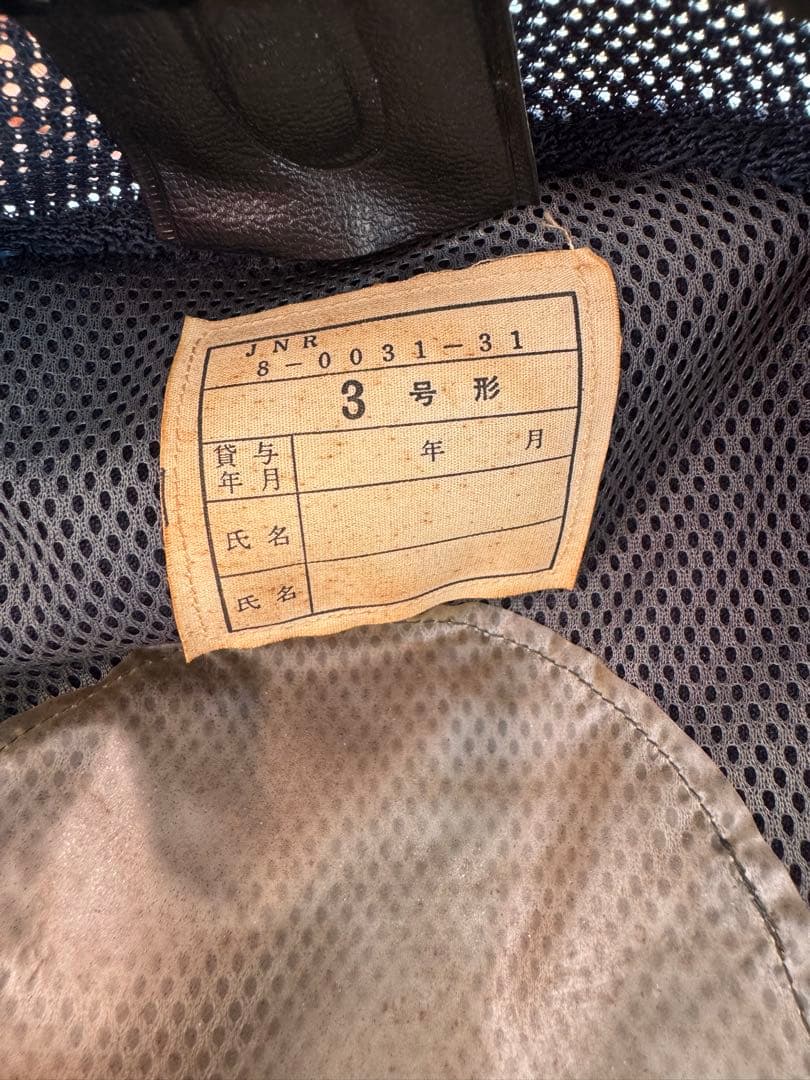 JNR
8-0031-31
3 号 形
貸与年月 年 月
氏名
氏名